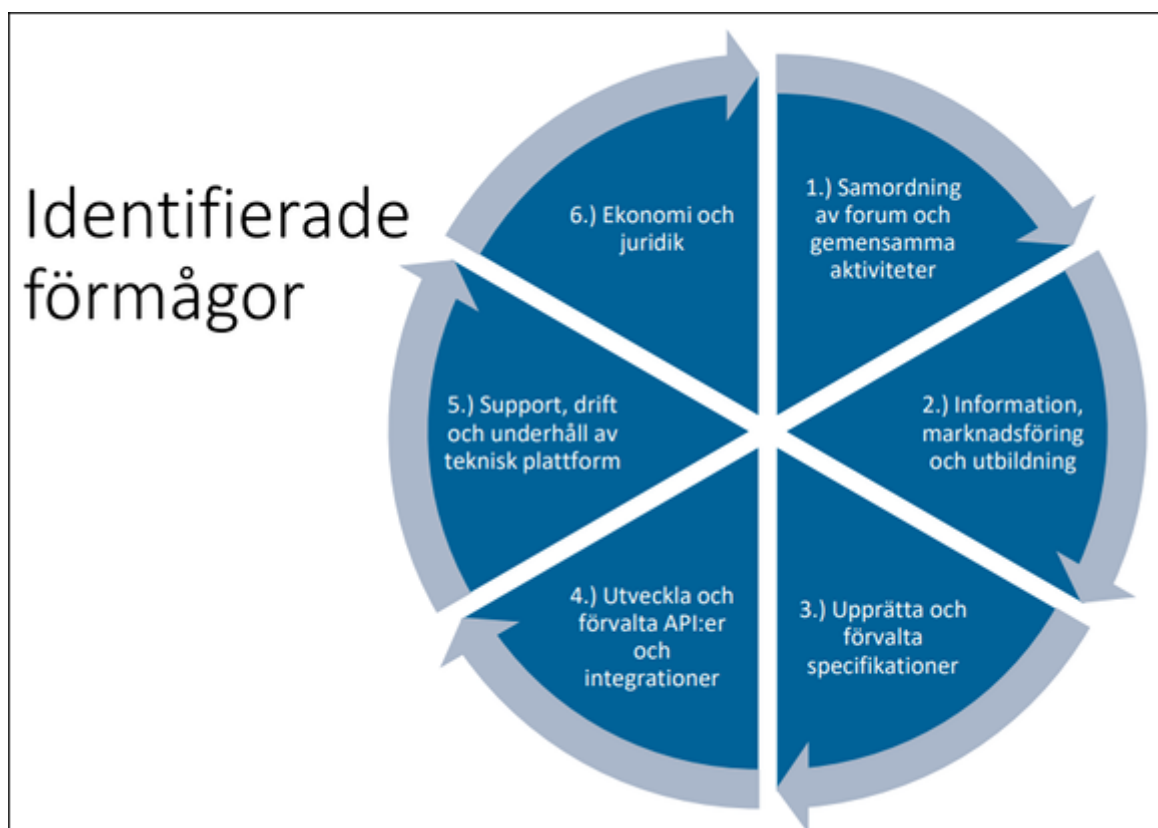 Identifierade
förmågor
1.) Samordning
av forum och
gemensamma
aktiviteter
2.) Information,
marknadsföring
och utbildning
3.) Upprätta och
förvalta
specifikationer
4.) Utveckla och
förvalta API:er
och
integrationer
5.) Support, drift
och underhåll av
teknisk plattform
6.) Ekonomi och
juridik